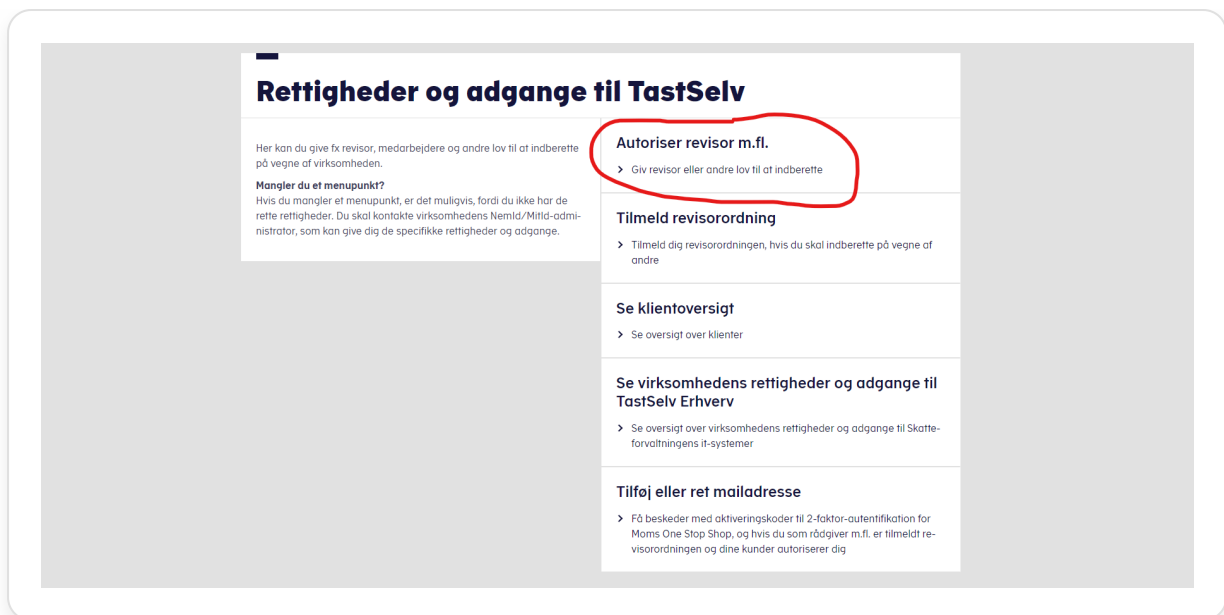 Rettigheder og adgange til TastSelv
Her kan du give fx revisor, medarbejdere og andre lov til at indberette
på vegne af virksomheden.
Mangler du et menupunkt?
Hvis du mangler et menupunkt, er det muligvis, fordi du ikke har de
rette rettigheder. Du skal kontakte virksomhedens NemId/MitId-admi-
nistrator, som kan give dig de specifikke rettigheder og adgange.
Autoriser revisor m.fl.
Giv revisor eller andre lov til at indberette
Tilmeld revisorordning
Tilmeld dig revisorordningen, hvis du skal indberette på vegne af
andre
Se klientoversigt
Se oversigt over klienter
Se virksomhedens rettigheder og adgange til
TastSelv Erhverv
Se oversigt over virksomhedens rettigheder og adgange til Skatte-
forvaltningens it-systemer
Tilføj eller ret mailadresse
Få beskeder med aktiveringskoder til 2-faktor-autentifikation for
Moms One Stop Shop, og hvis du som rådgiver m.fl. er tilmeldt re-
visorordningen og dine kunder autoriserer dig